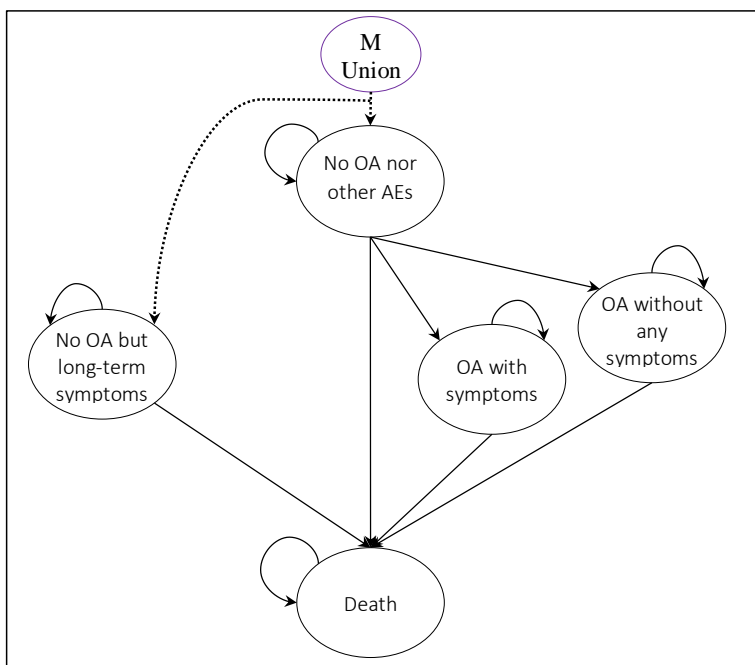 M
Union
No OA nor
other AEs
No OA but
long-term
symptoms
OA with
symptoms
OA without
any
symptoms
Death